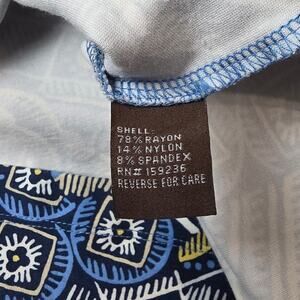 SHELL:
78% RAYON
14% NYLON
8% SPANDEX
RN# 159236
REVERSE FOR CARE